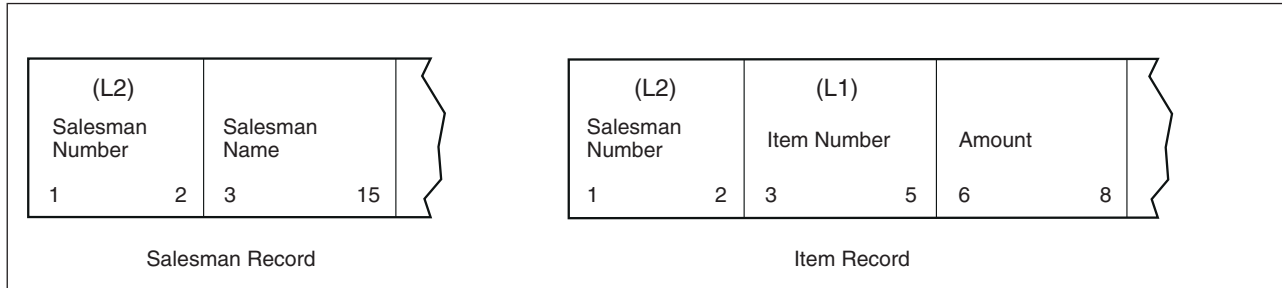 (L2)
Salesman
Number
1 2
Salesman
Name
3 15
Salesman Record
(L2)
Salesman
Number
1 2
(L1)
Item Number
3 5
Amount
6 8
Item Record